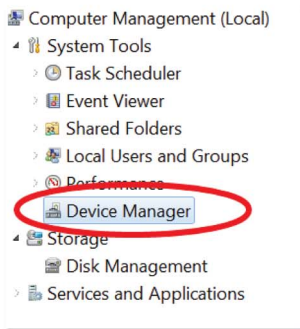 Computer Management (Local)
System Tools
Task Scheduler
Event Viewer
Shared Folders
Local Users and Groups
Performance
Device Manager
Storage
Disk Management
Services and Applications